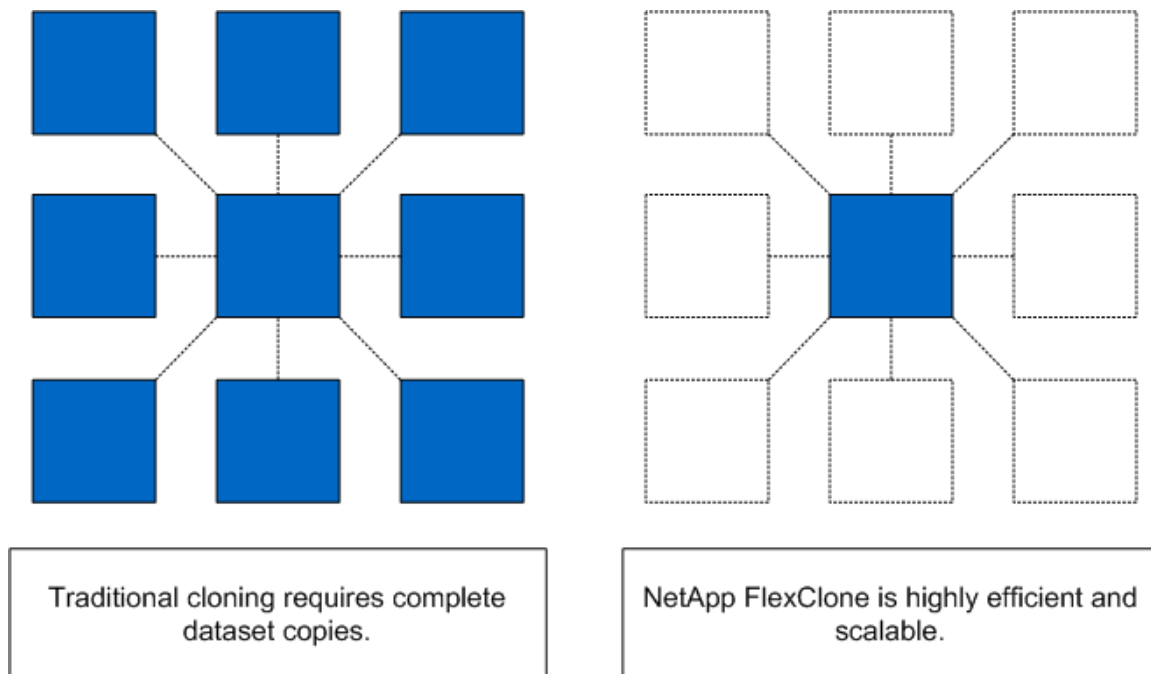 Traditional cloning requires complete
dataset copies.
NetApp FlexClone is highly efficient and
scalable.